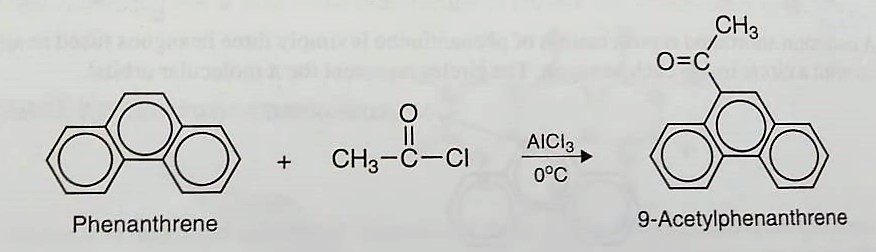 CH₃
O=C
O
CH₃–C–Cl
+
AlCl₃
0°C
Phenanthrene
9-Acetylphenanthrene